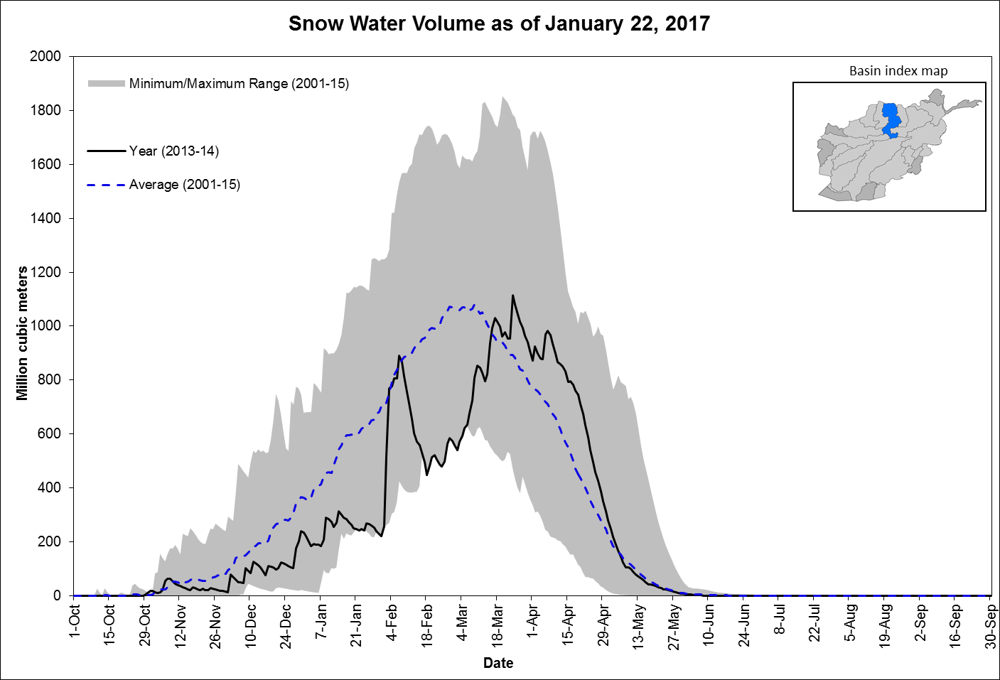 Snow Water Volume as of January 22, 2017
2000
1800
1600
1400
1200
1000
800
600
400
200
0
Million cubic meters
Minimum/Maximum Range (2001-15)
Year (2013-14)
Average (2001-15)
Basin index map
1-Oct
15-Oct
29-Oct
12-Nov
26-Nov
10-Dec
24-Dec
7-Jan
21-Jan
4-Feb
18-Feb
4-Mar
18-Mar
1-Apr
15-Apr
29-Apr
13-May
27-May
10-Jun
24-Jun
8-Jul
22-Jul
5-Aug
19-Aug
2-Sep
16-Sep
30-Sep
Date